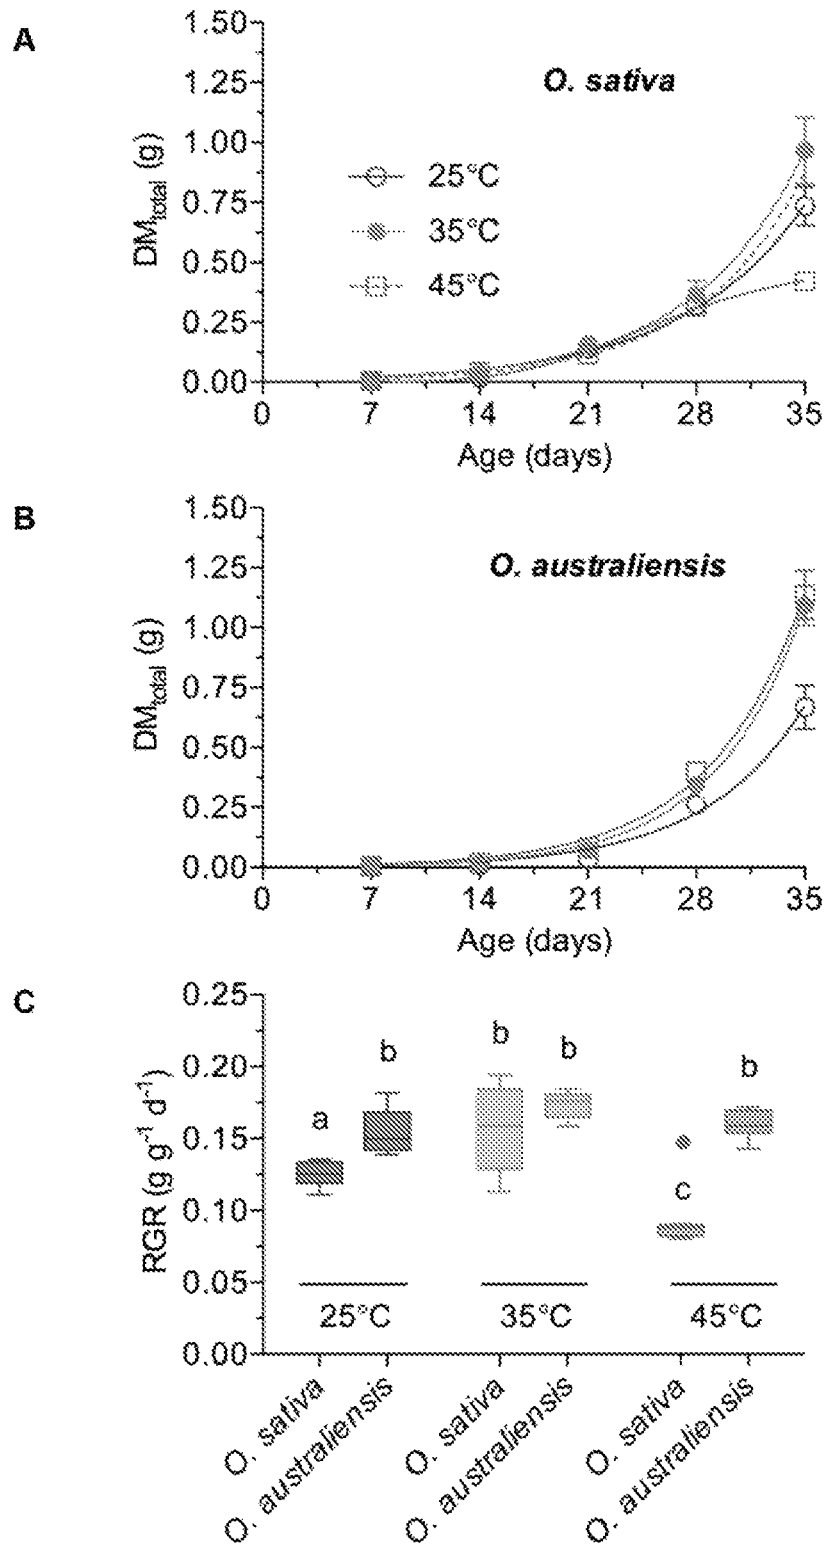 A
1.50
1.25
1.00
0.75
0.50
0.25
0.00
DMtotal (g)
O. sativa
25°C
35°C
45°C
0 7 14 21 28 35
Age (days)
B
1.50
1.25
1.00
0.75
0.50
0.25
0.00
DMtotal (g)
O. australiensis
0 7 14 21 28 35
Age (days)
C
0.25
0.20
0.15
0.10
0.05
0.00
RGR (g g⁻¹ d⁻¹)
a b b b c b
25°C 35°C 45°C
O. sativa
O. australiensis
O. sativa
O. australiensis
O. sativa
O. australiensis